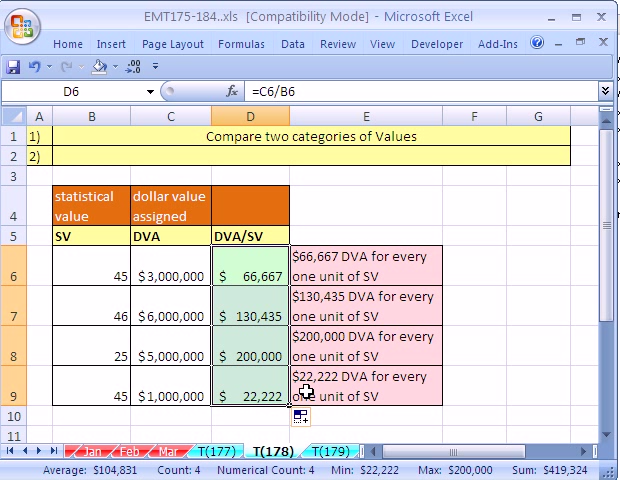 EMT175-184..xls [Compatibility Mode] - Microsoft Excel
Home Insert Page Layout Formulas Data Review View Developer Add-Ins
D6 fx =C6/B6
A B C D E F G
1 1) Compare two categories of Values
2 2)
3
statistical dollar value
4 value assigned
5 SV DVA DVA/SV
$66,667 DVA for every
6 45 $3,000,000 $ 66,667 one unit of SV
$130,435 DVA for every
7 46 $6,000,000 $ 130,435 one unit of SV
$200,000 DVA for every
8 25 $5,000,000 $ 200,000 one unit of SV
$22,222 DVA for every
9 45 $1,000,000 $ 22,222 one unit of SV
10
11
Jan Feb Mar T(177) T(178) T(179)
Average: $104,831 Count: 4 Numerical Count: 4 Min: $22,222 Max: $200,000 Sum: $419,324